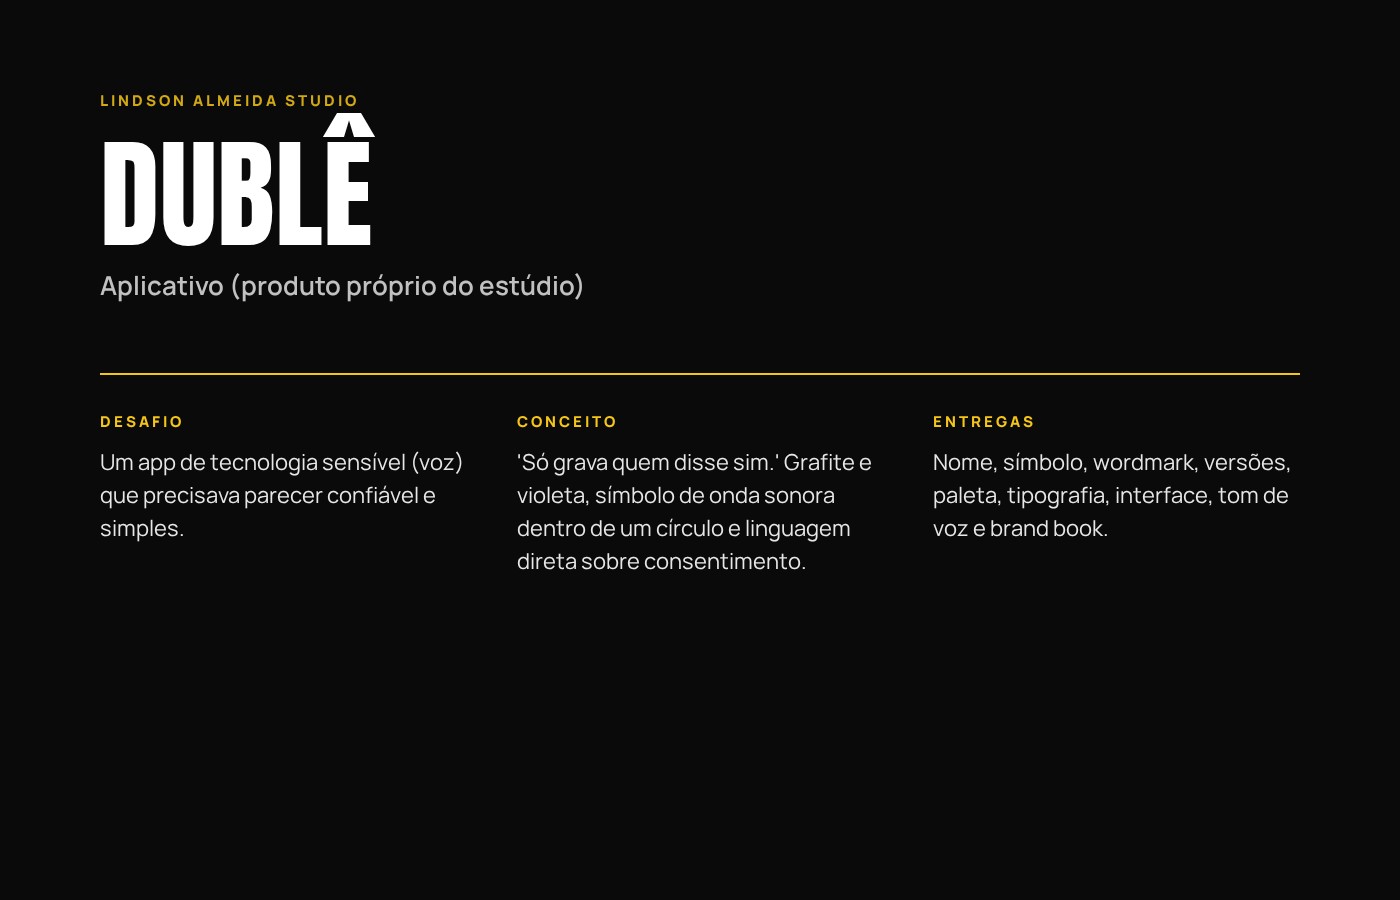 LINDSON ALMEIDA STUDIO
DUBLÊ
Aplicativo (produto próprio do estúdio)
DESAFIO
Um app de tecnologia sensível (voz)
que precisava parecer confiável e
simples.
CONCEITO
'Só grava quem disse sim.' Grafite e
violeta, símbolo de onda sonora
dentro de um círculo e linguagem
direta sobre consentimento.
ENTREGAS
Nome, símbolo, wordmark, versões,
paleta, tipografia, interface, tom de
voz e brand book.